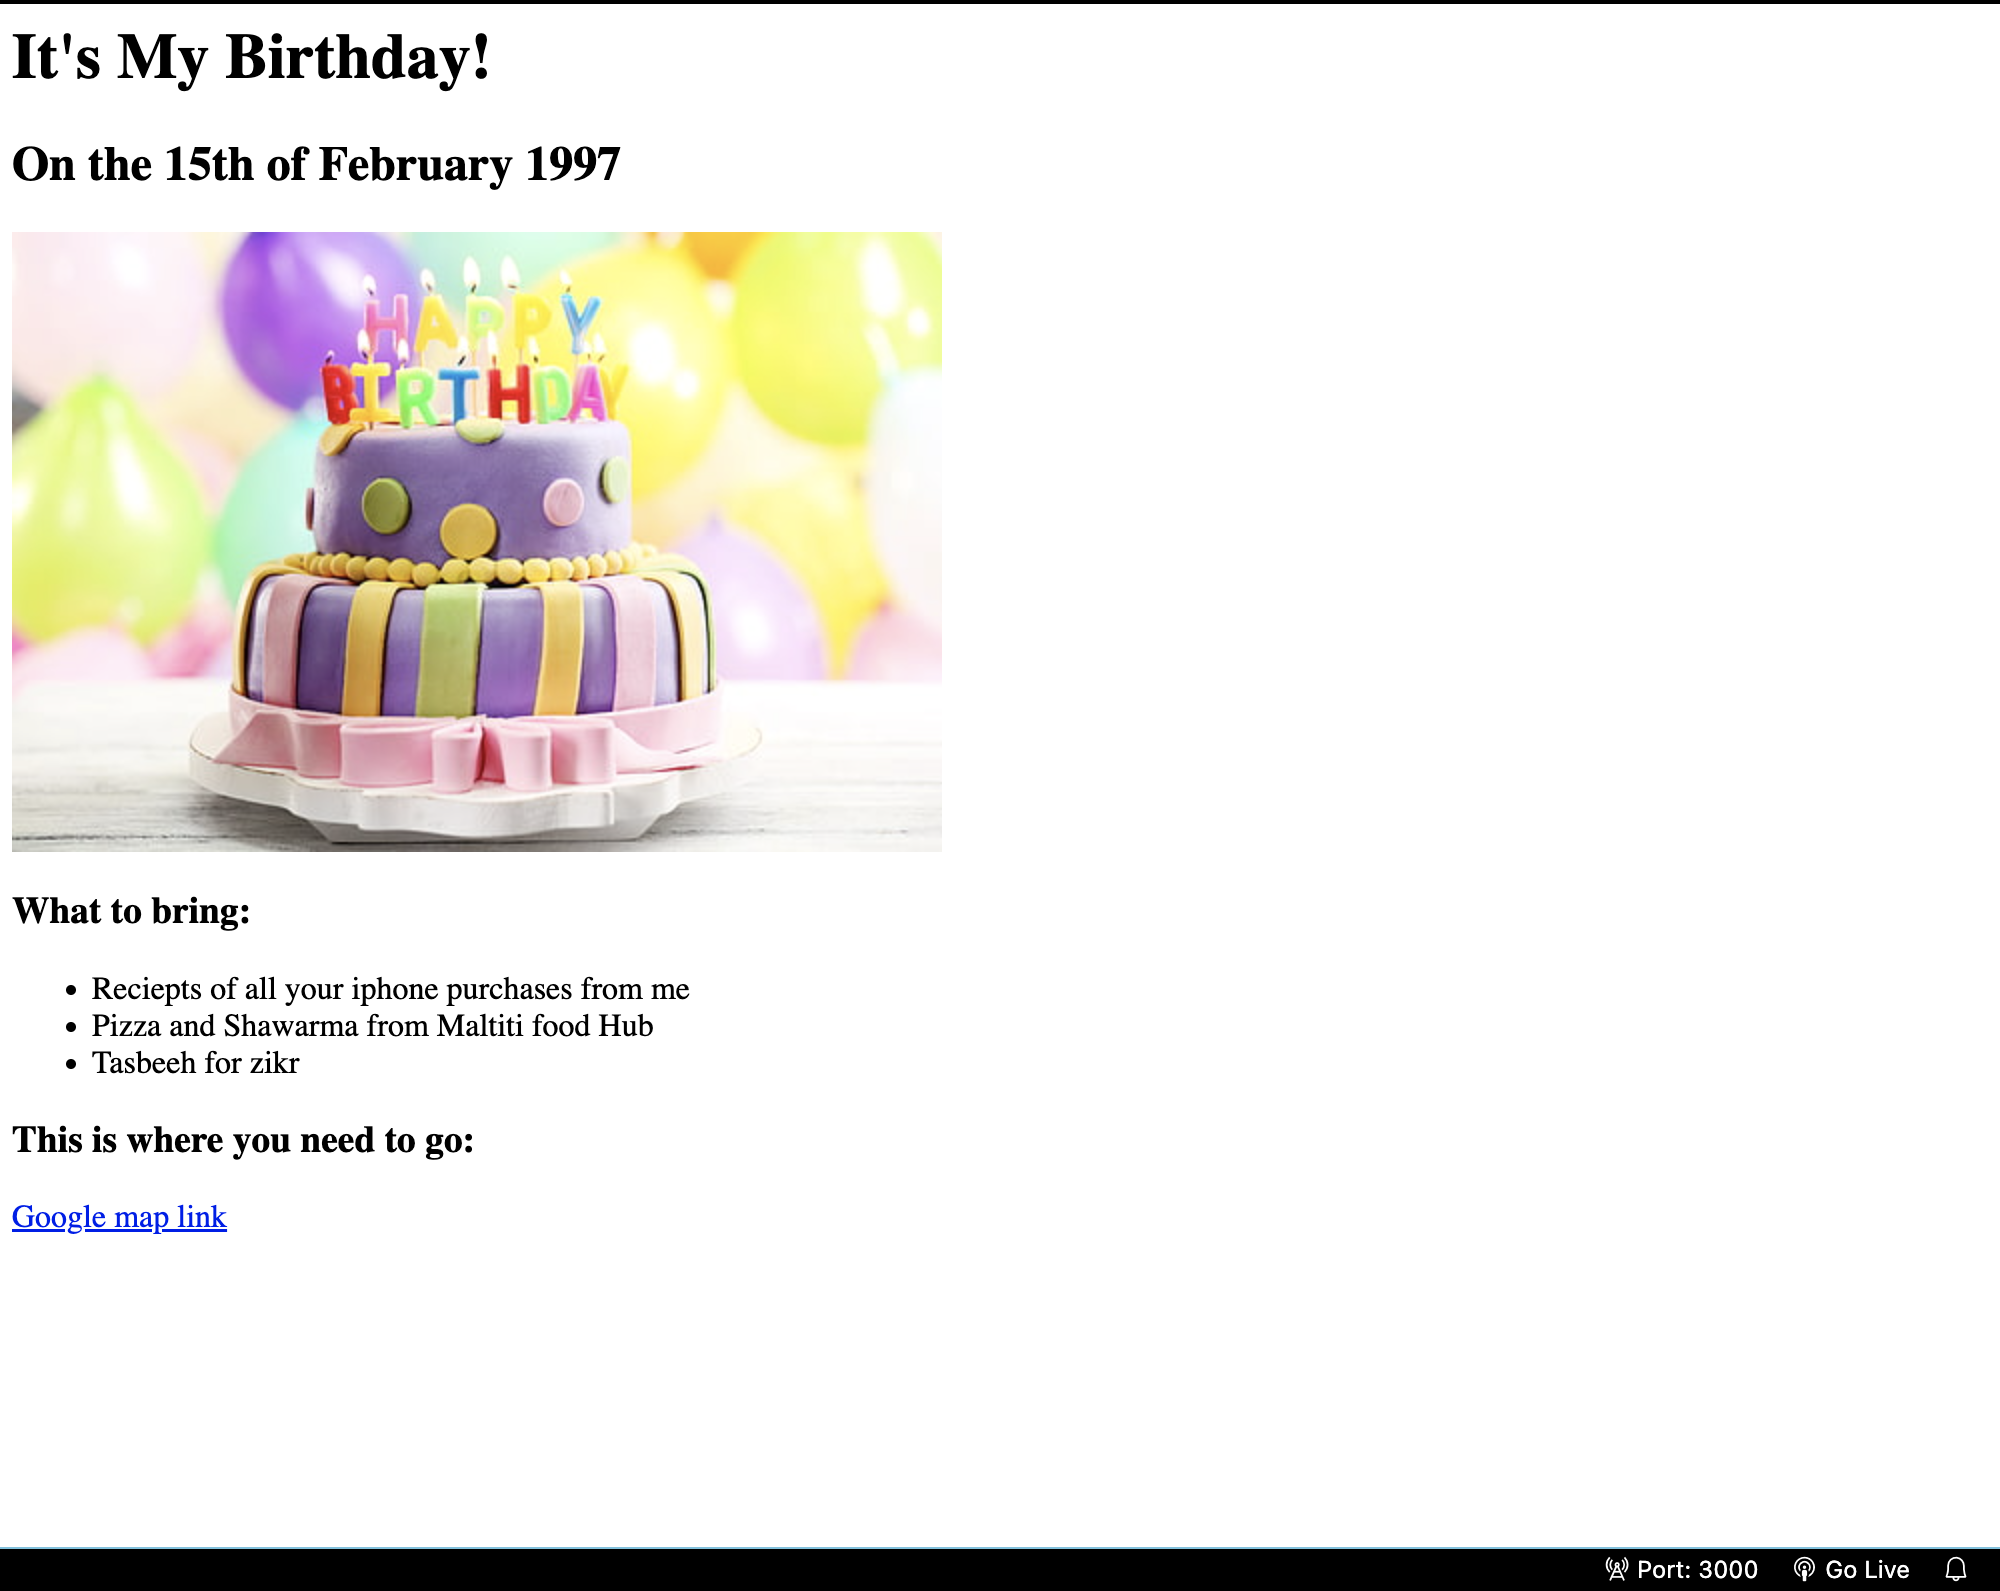 It's My Birthday!
On the 15th of February 1997
HAPPY
BIRTHDAY
What to bring:
Reciepts of all your iphone purchases from me
Pizza and Shawarma from Maltiti food Hub
Tasbeeh for zikr
This is where you need to go:
Google map link
Port: 3000 Go Live